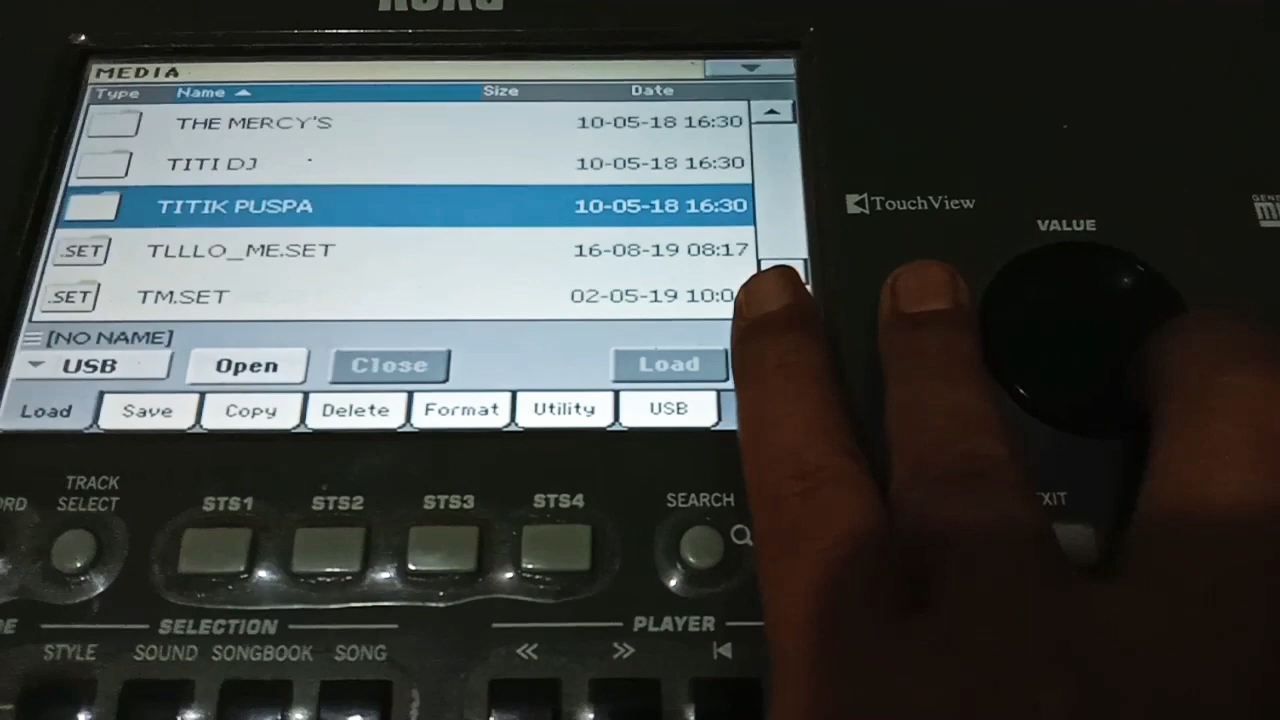 KORG
MEDIA
Type Name Size Date
THE MERCY'S 10-05-18 16:30
TITI DJ 10-05-18 16:30
TITIK PUSPA 10-05-18 16:30
.SET TLLLO_ME.SET 16-08-19 08:17
.SET TM.SET 02-05-19 10:0
[NO NAME]
USB Open Close Load
Load Save Copy Delete Format Utility USB
TouchView
VALUE
TRACK
SELECT
STS1 STS2 STS3 STS4 SEARCH
SELECTION PLAYER
STYLE SOUND SONGBOOK SONG